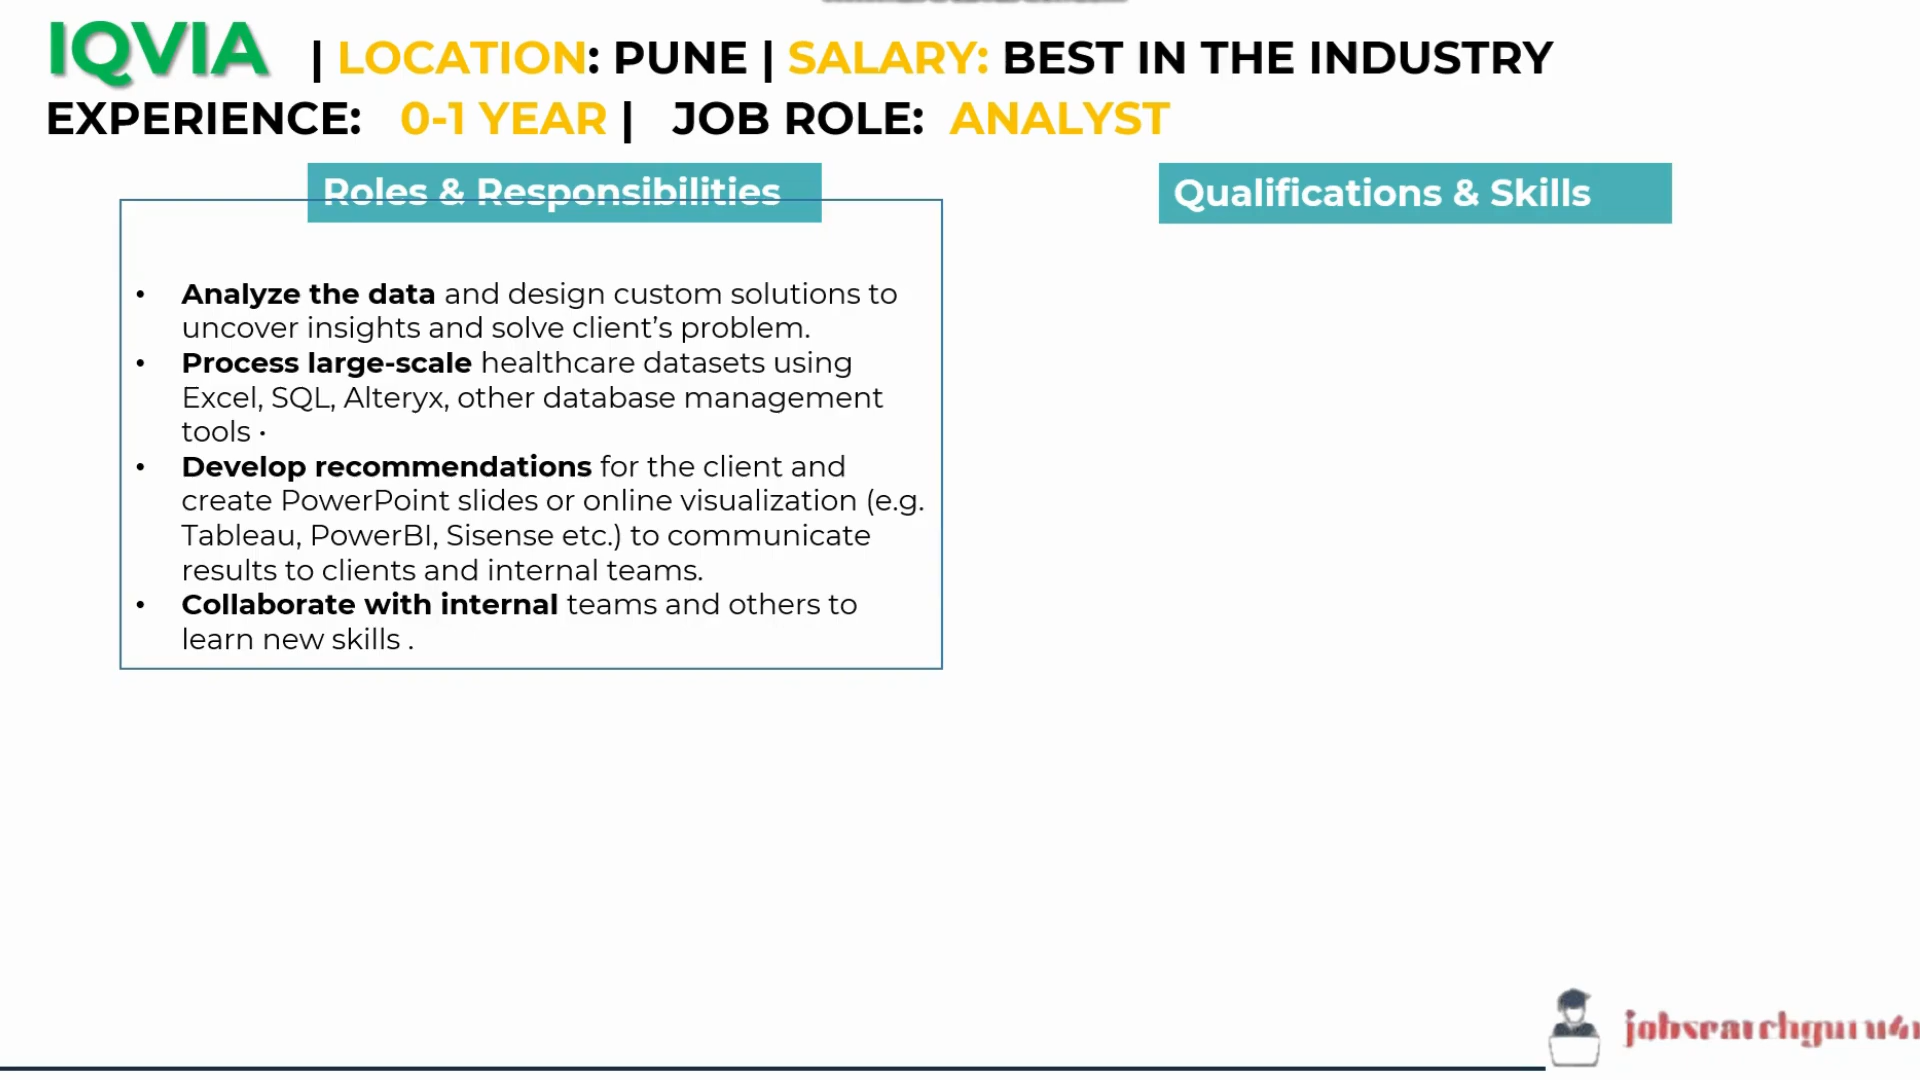 IQVIA | LOCATION: PUNE | SALARY: BEST IN THE INDUSTRY
EXPERIENCE: 0-1 YEAR | JOB ROLE: ANALYST
Roles & Responsibilities
• Analyze the data and design custom solutions to
uncover insights and solve client’s problem.
• Process large-scale healthcare datasets using
Excel, SQL, Alteryx, other database management
tools •
• Develop recommendations for the client and
create PowerPoint slides or online visualization (e.g.
Tableau, PowerBI, Sisense etc.) to communicate
results to clients and internal teams.
• Collaborate with internal teams and others to
learn new skills .
Qualifications & Skills